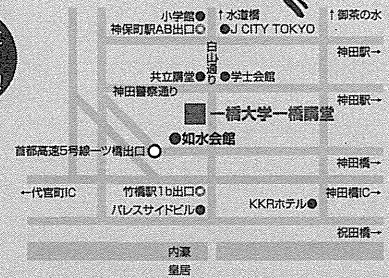 小学館 ↑水道橋 ↑御茶の水
神保町駅AB出口 J CITY TOKYO
白山通り
神田駅→
共立講堂 学士会館
神田警察通り
神田駅→
一橋大学一橋講堂
如水会館
首都高速5号線一ツ橋出口
神田橋→
←代官町IC 竹橋駅1b出口 神田橋IC→
パレスサイドビル KKRホテル
祝田橋→
内濠
皇居